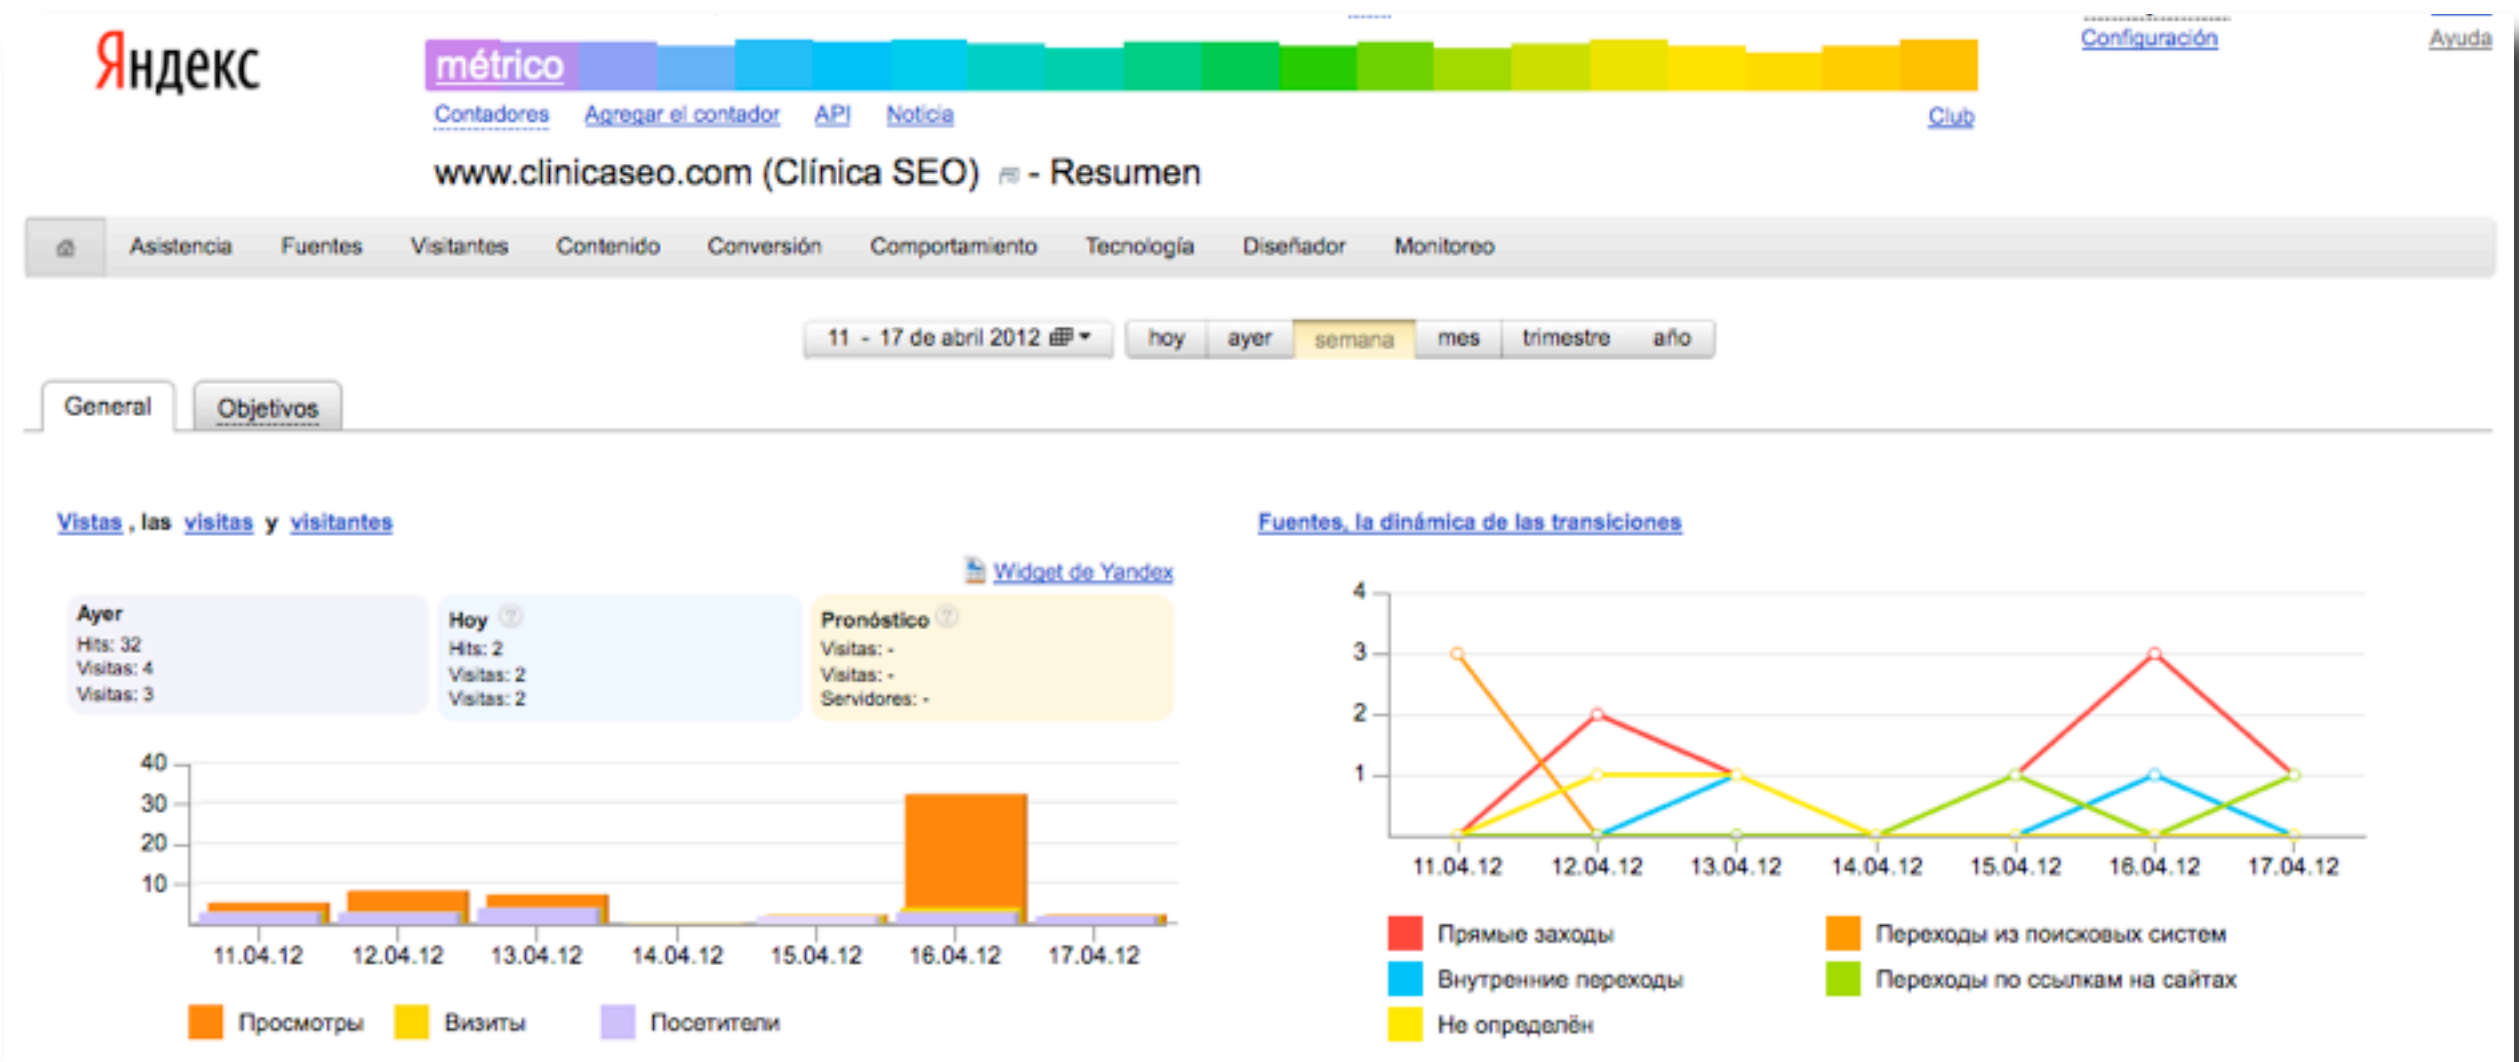 Яндекс
métrico
Configuración
Ayuda
Contadores Agregar el contador API Noticia
Club
www.clinicaseo.com (Clínica SEO) - Resumen
Asistencia Fuentes Visitantes Contenido Conversión Comportamiento Tecnología Diseñador Monitoreo
11 - 17 de abril 2012 hoy ayer semana mes trimestre año
General Objetivos
Vistas , las visitas y visitantes
Widget de Yandex
Ayer
Hits: 32
Visitas: 4
Visitas: 3
Hoy ?
Hits: 2
Visitas: 2
Visitas: 2
Pronóstico ?
Visitas: -
Visitas: -
Servidores: -
40
30
20
10
11.04.12 12.04.12 13.04.12 14.04.12 15.04.12 16.04.12 17.04.12
Просмотры Визиты Посетители
Fuentes, la dinámica de las transiciones
4
3
2
1
11.04.12 12.04.12 13.04.12 14.04.12 15.04.12 16.04.12 17.04.12
Прямые заходы Переходы из поисковых систем
Внутренние переходы Переходы по ссылкам на сайтах
Не определён